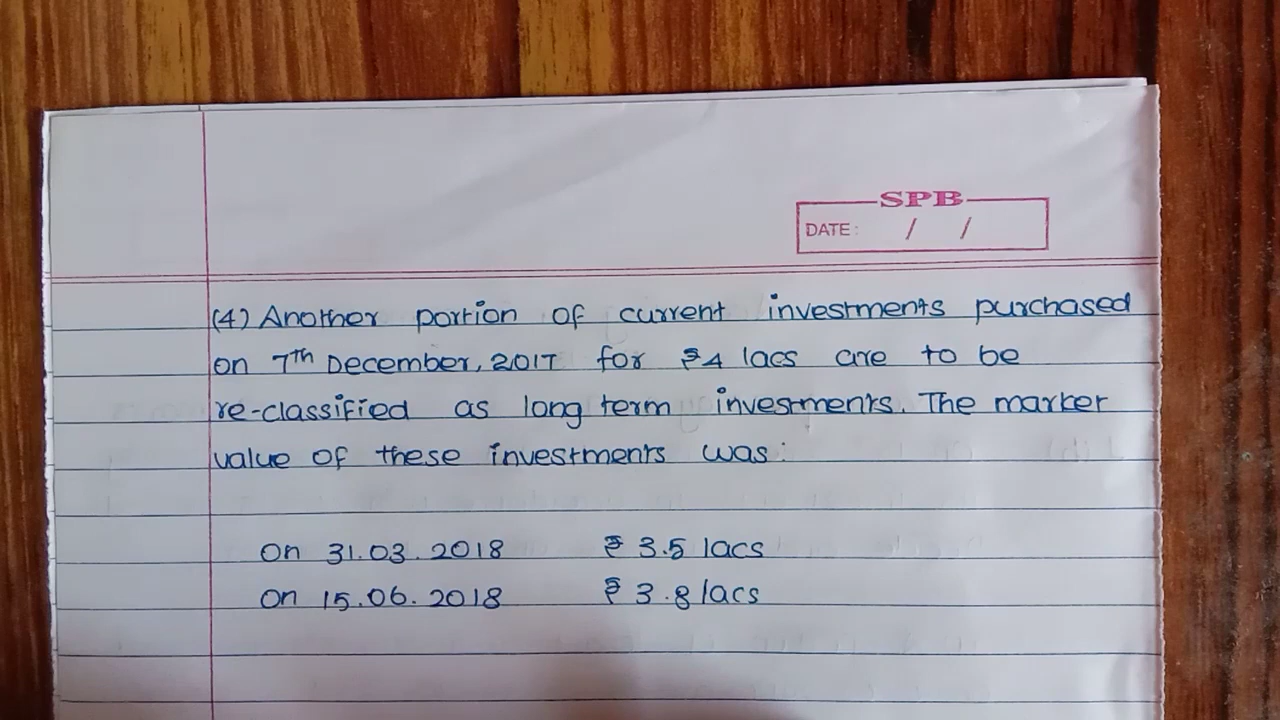 SPB
DATE: / /
(4) Another portion of current investments purchased
on 7th December, 2017 for ₹4 lacs are to be
re-classified as long term investments. The market
value of these investments was:
on 31.03.2018 ₹ 3.5 lacs
on 15.06.2018 ₹ 3.8 lacs